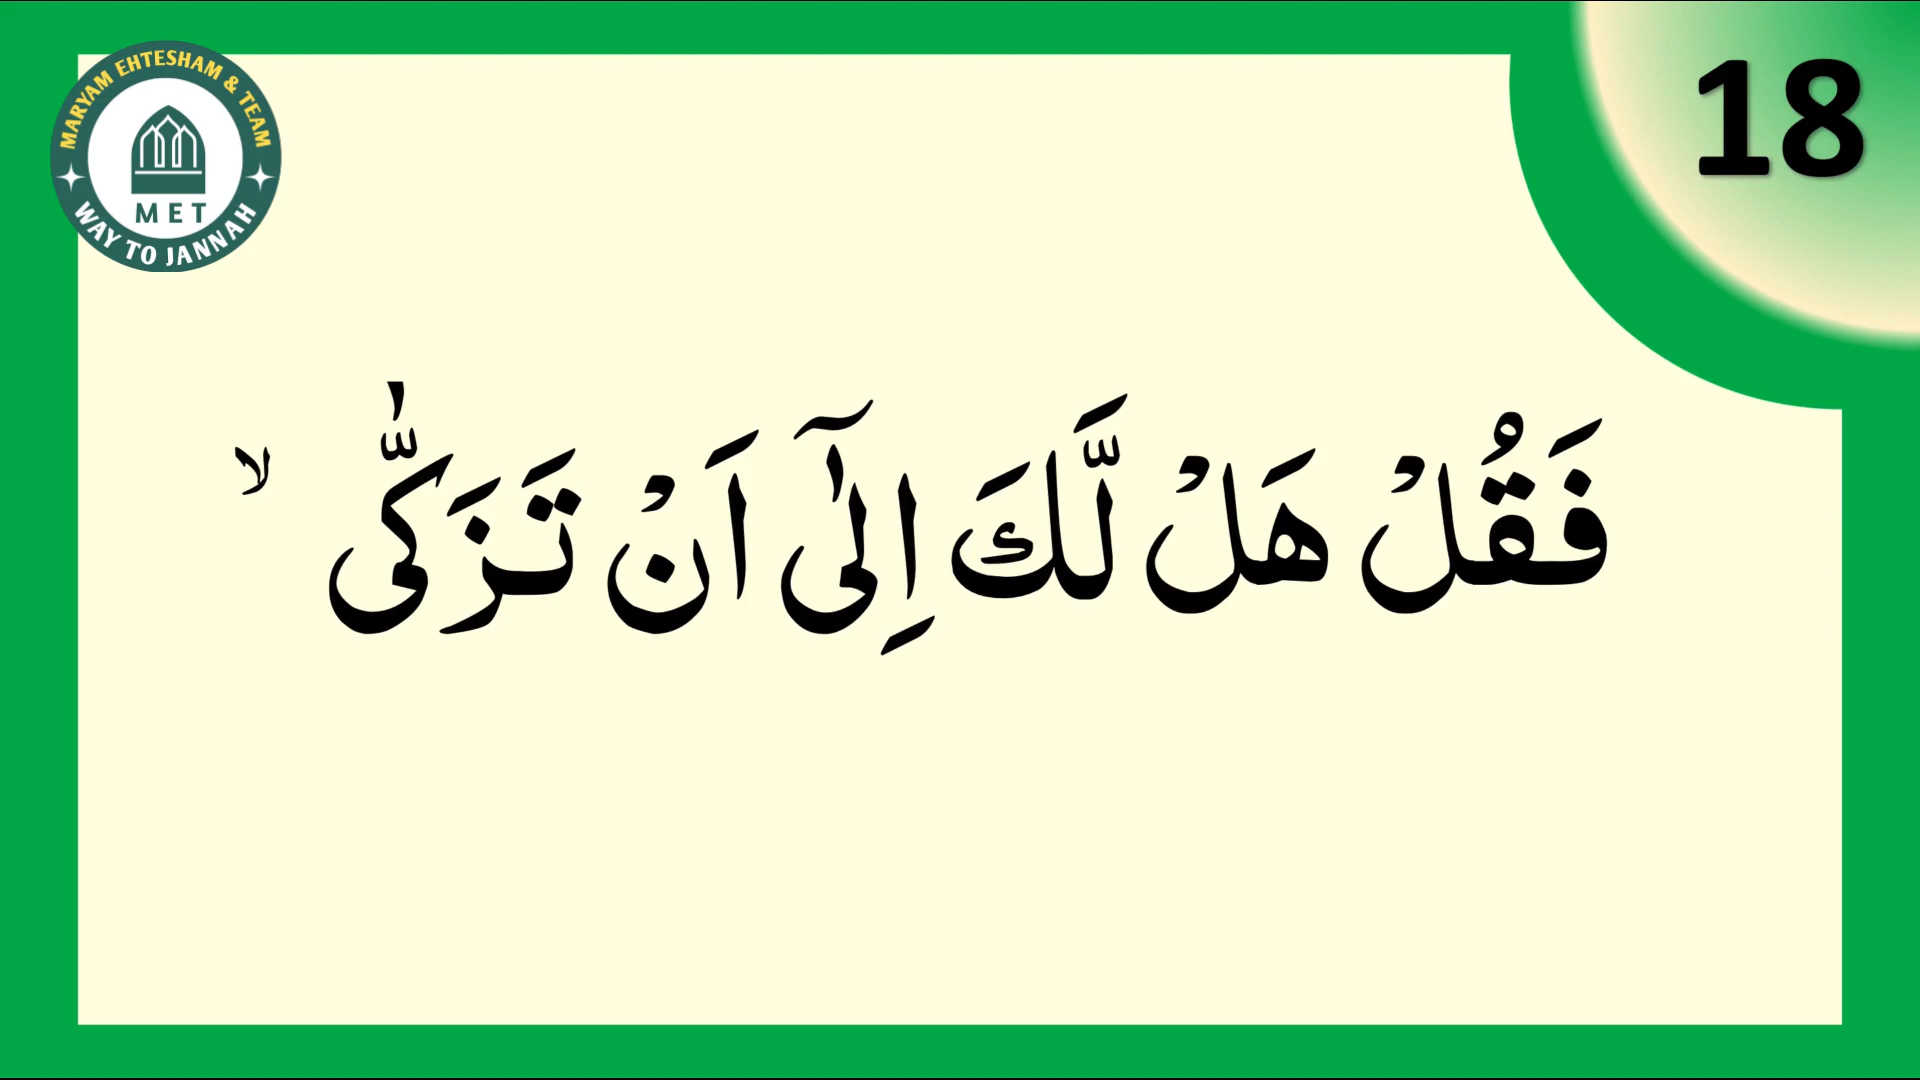 MARYAM EHTESHAM & TEAM
MET
WAY TO JANNAH
18
فَقُلْ هَلْ لَّكَ اِلٰٓى اَنْ تَزَكّٰى ۙ